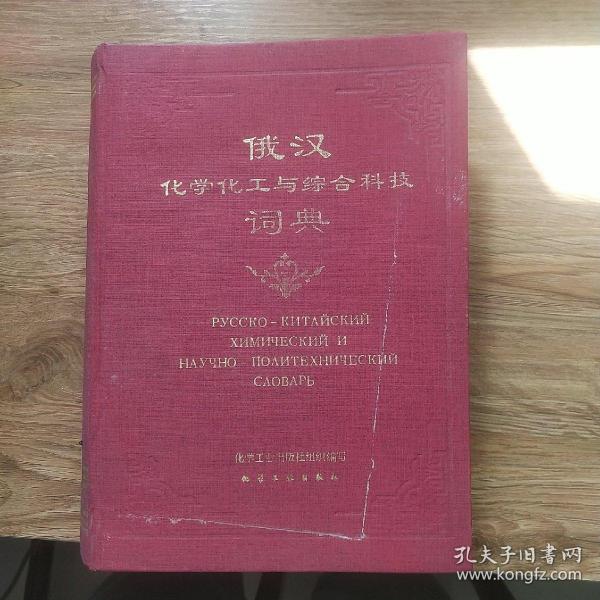 俄汉
化学化工与综合科技
词典
РУССКО - КИТАЙСКИЙ
ХИМИЧЕСКИЙ И
НАУЧНО - ПОЛИТЕХНИЧЕСКИЙ
СЛОВАРЬ
化学工业出版社组织编写
化学工业出版社
孔夫子旧书网
www.kongfz.com